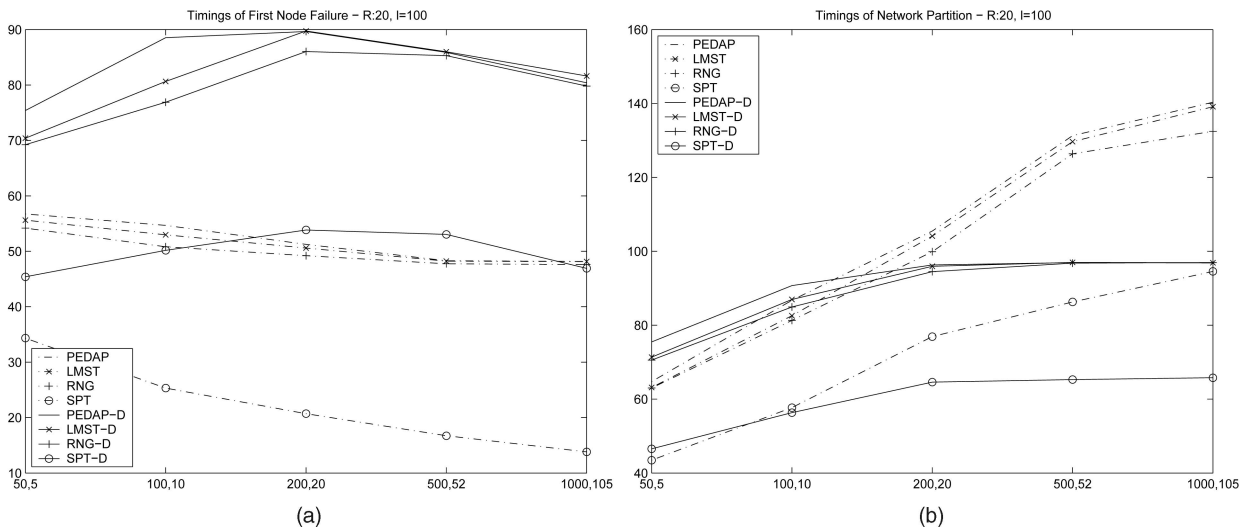 Timings of First Node Failure − R:20, I=100
90
80
70
60
50
40
30
20
10
PEDAP
LMST
RNG
SPT
PEDAP−D
LMST−D
RNG−D
SPT−D
50,5
100,10
200,20
500,52
1000,105
(a)
Timings of Network Partition − R:20, I=100
160
140
120
100
80
60
40
PEDAP
LMST
RNG
SPT
PEDAP−D
LMST−D
RNG−D
SPT−D
50,5
100,10
200,20
500,52
1000,105
(b)